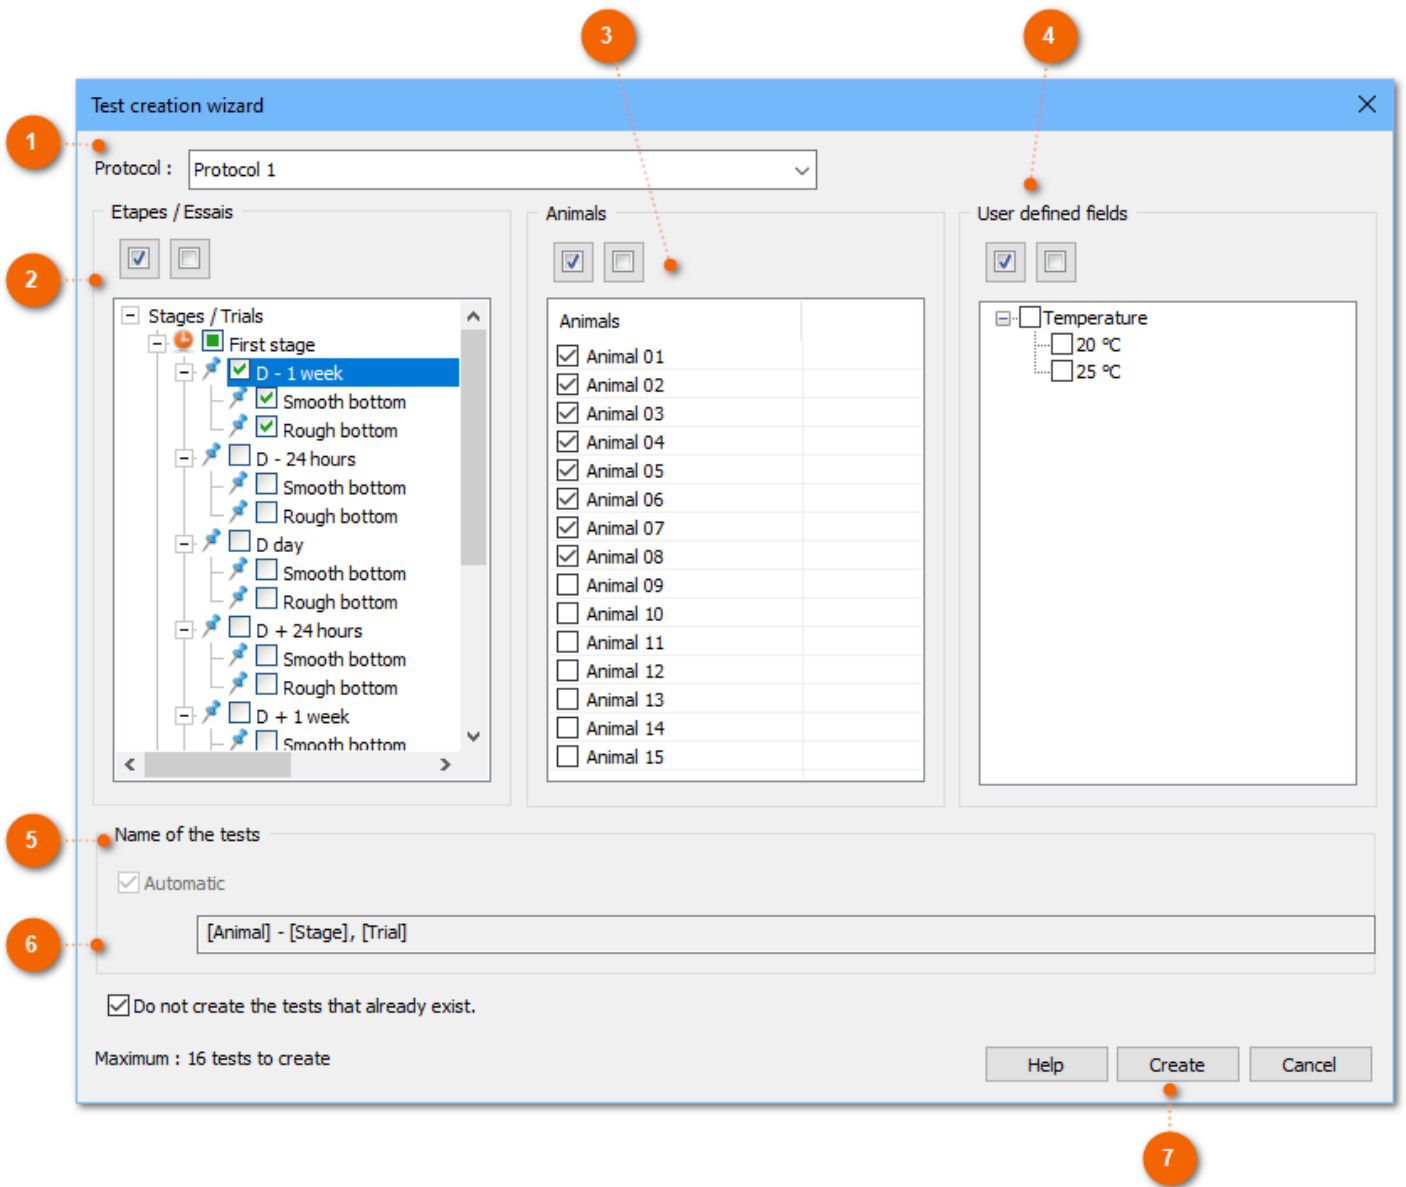 3
4
Test creation wizard
1
Protocol :
Protocol 1
Etapes / Essais
Animals
User defined fields
2
Stages / Trials
First stage
D - 1 week
Smooth bottom
Rough bottom
D - 24 hours
Smooth bottom
Rough bottom
D day
Smooth bottom
Rough bottom
D + 24 hours
Smooth bottom
Rough bottom
D + 1 week
Smooth bottom
Animals
Animal 01
Animal 02
Animal 03
Animal 04
Animal 05
Animal 06
Animal 07
Animal 08
Animal 09
Animal 10
Animal 11
Animal 12
Animal 13
Animal 14
Animal 15
Temperature
20 °C
25 °C
5
Name of the tests
Automatic
6
[Animal] - [Stage], [Trial]
Do not create the tests that already exist.
Maximum : 16 tests to create
Help
Create
Cancel
7